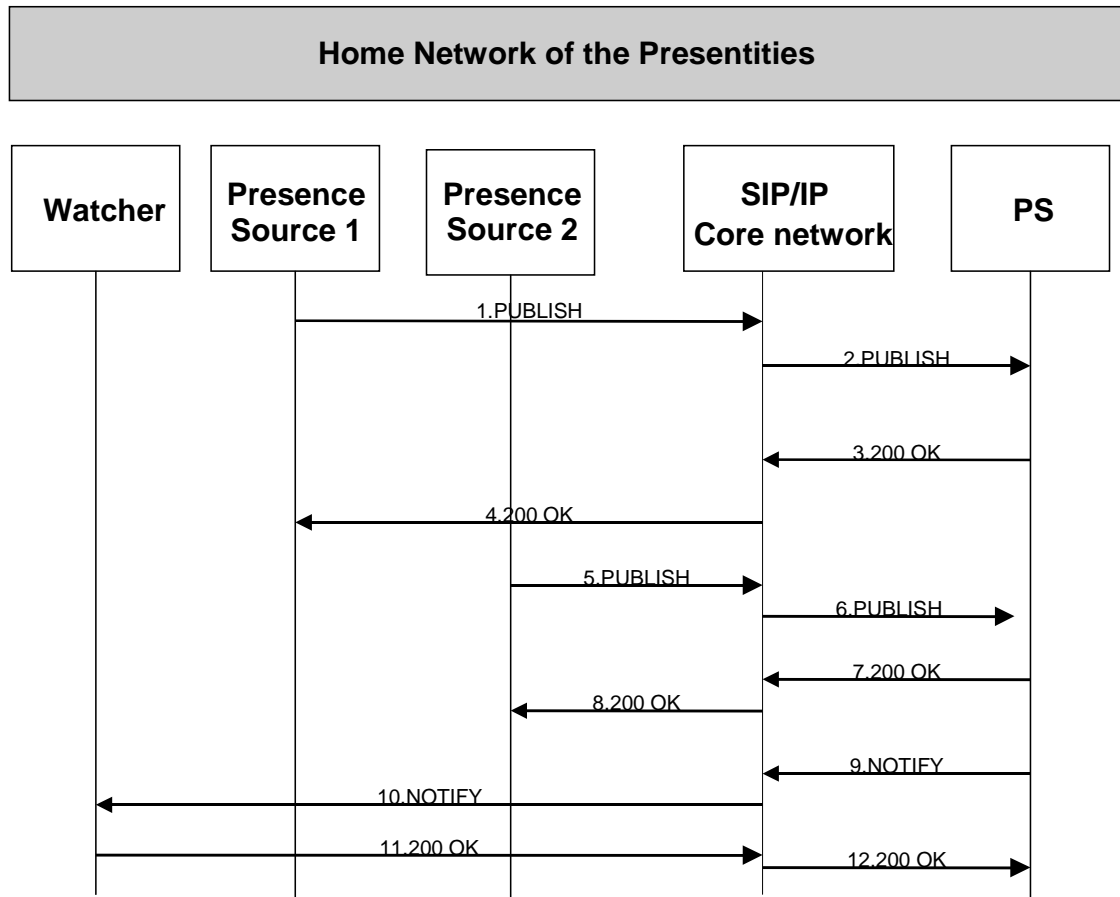 Home Network of the Presentities
Watcher
Presence
Source 1
Presence
Source 2
SIP/IP
Core network
PS
1.PUBLISH
2.PUBLISH
3.200 OK
4.200 OK
5.PUBLISH
6.PUBLISH
7.200 OK
8.200 OK
9.NOTIFY
10.NOTIFY
11.200 OK
12.200 OK